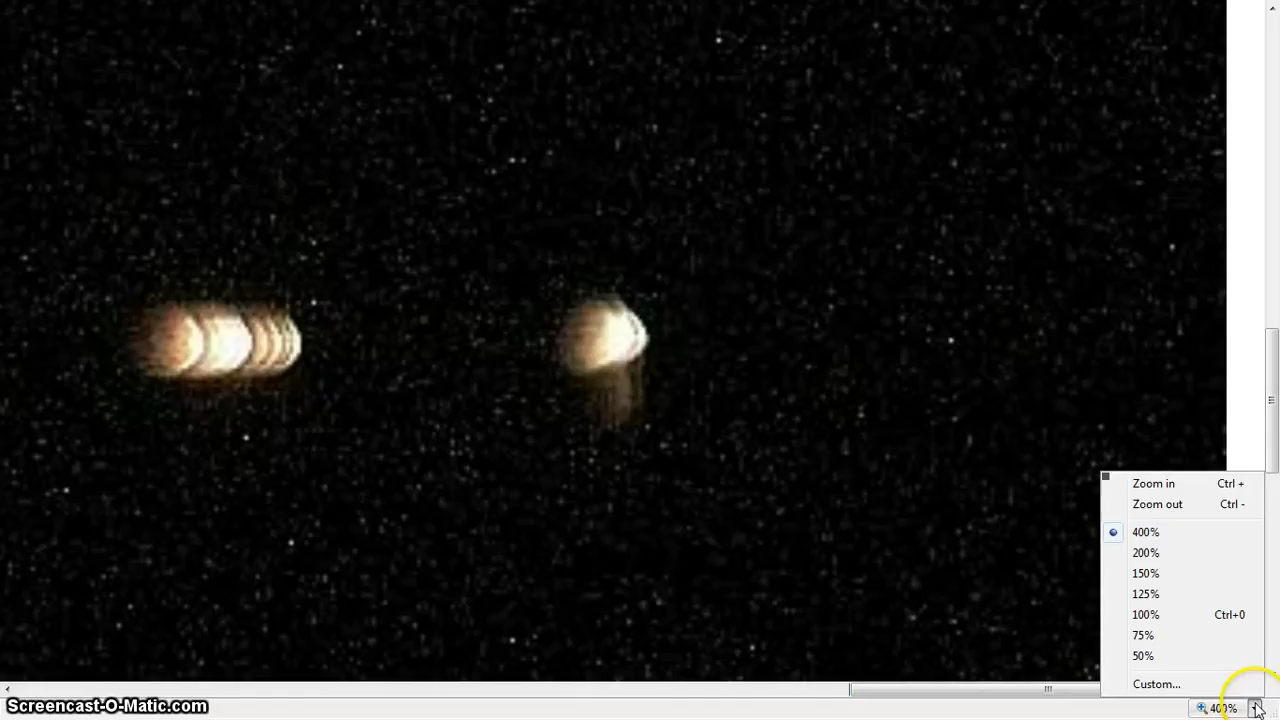 Zoom in Ctrl +
Zoom out Ctrl -
400%
200%
150%
125%
100% Ctrl+0
75%
50%
Custom...
Screencast-O-Matic.com
400%